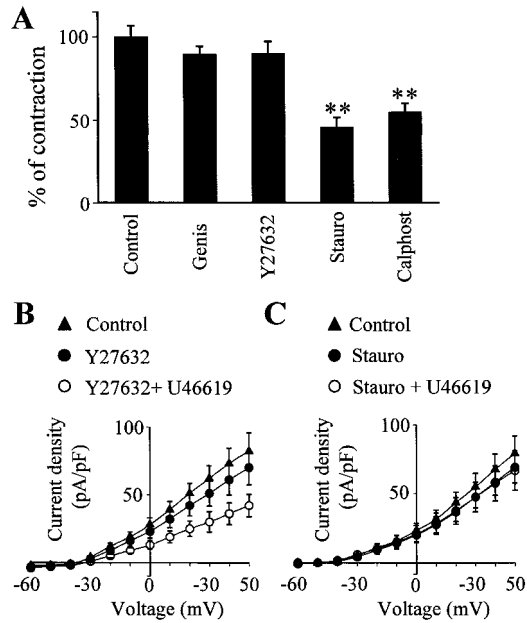 A
% of contraction
100
50
0
Control
Genis
Y27632
Stauro
Calphost
**
**
B
▲ Control
● Y27632
○ Y27632+ U46619
Current density
(pA/pF)
100
50
-60
-30
0
-30
50
Voltage (mV)
C
▲ Control
● Stauro
○ Stauro + U46619
Current density
(pA/pF)
100
50
-60
-30
0
-30
50
Voltage (mV)